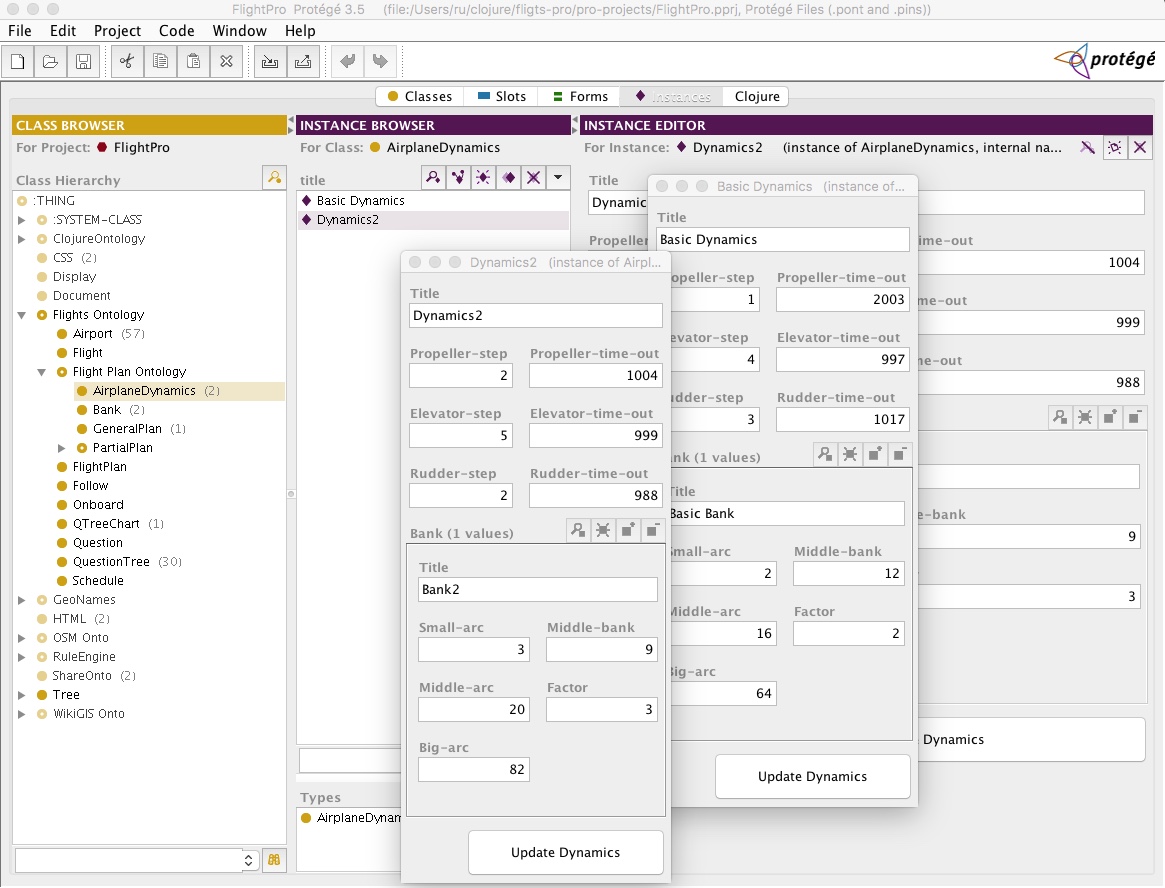 FlightPro Protégé 3.5 (file:/Users/ru/clojure/fligts-pro/pro-projects/FlightPro.pprj, Protégé Files (.pont and .pins))
File Edit Project Code Window Help
protégé
Classes Slots Forms Instances Clojure
CLASS BROWSER
For Project: FlightPro
Class Hierarchy
:THING
:SYSTEM-CLASS
ClojureOntology
CSS (2)
Display
Document
Flights Ontology
Airport (57)
Flight
Flight Plan Ontology
AirplaneDynamics (2)
Bank (2)
GeneralPlan (1)
PartialPlan
FlightPlan
Follow
Onboard
QTreeChart (1)
Question
QuestionTree (30)
Schedule
GeoNames
HTML (2)
OSM Onto
RuleEngine
ShareOnto (2)
Tree
WikiGIS Onto
INSTANCE BROWSER
For Class: AirplaneDynamics
title
Basic Dynamics
Dynamics2
Types
AirplaneDynam
INSTANCE EDITOR
For Instance: Dynamics2 (instance of AirplaneDynamics, internal na...
Title
Dynamic
Propeller
me-out
1004
me-out
999
me-out
988
e-bank
9
3
Dynamics
Basic Dynamics (instance of...
Title
Basic Dynamics
opeller-step Propeller-time-out
1 2003
evator-step Elevator-time-out
4 997
udder-step Rudder-time-out
3 1017
ank (1 values)
Title
Basic Bank
Small-arc Middle-bank
2 12
Middle-arc Factor
16 2
Big-arc
64
Update Dynamics
Dynamics2 (instance of Airpl...
Title
Dynamics2
Propeller-step Propeller-time-out
2 1004
Elevator-step Elevator-time-out
5 999
Rudder-step Rudder-time-out
2 988
Bank (1 values)
Title
Bank2
Small-arc Middle-bank
3 9
Middle-arc Factor
20 3
Big-arc
82
Update Dynamics